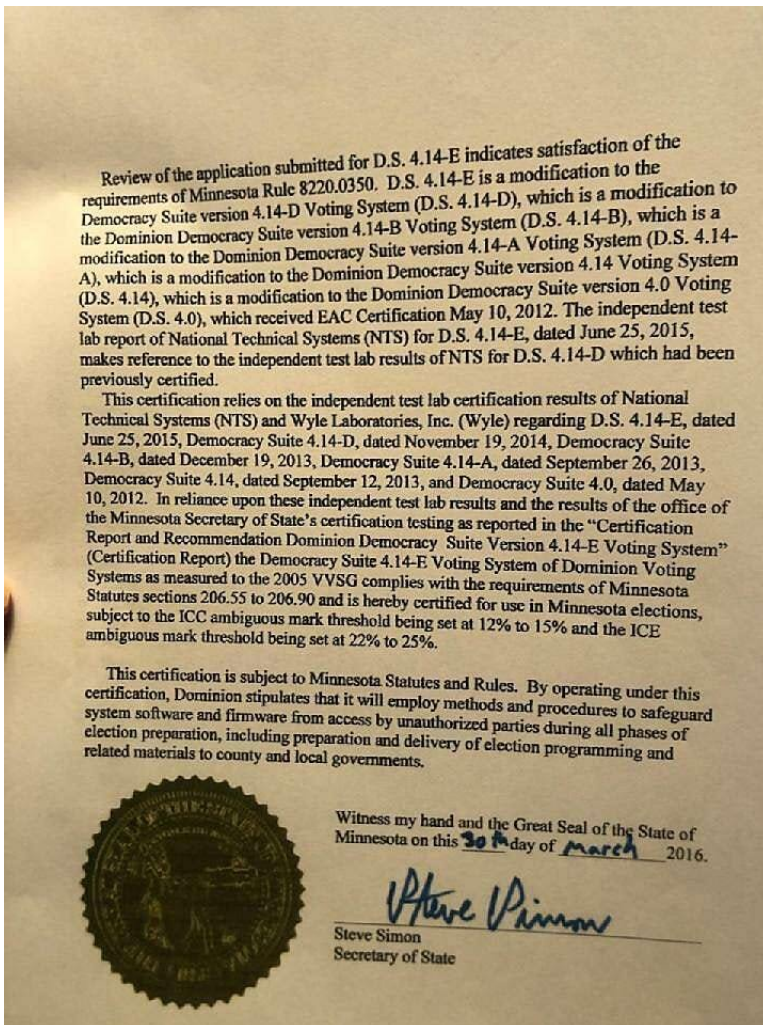 Review of the application submitted for D.S. 4.14-E indicates satisfaction of the
requirements of Minnesota Rule 8220.0350. D.S. 4.14-E is a modification to the
Democracy Suite version 4.14-D Voting System (D.S. 4.14-D), which is a modification to
the Dominion Democracy Suite version 4.14-B Voting System (D.S. 4.14-B), which is a
modification to the Dominion Democracy Suite version 4.14-A Voting System (D.S. 4.14-
A), which is a modification to the Dominion Democracy Suite version 4.14 Voting System
(D.S. 4.14), which is a modification to the Dominion Democracy Suite version 4.0 Voting
System (D.S. 4.0), which received EAC Certification May 10, 2012. The independent test
lab report of National Technical Systems (NTS) for D.S. 4.14-E, dated June 25, 2015,
makes reference to the independent test lab results of NTS for D.S. 4.14-D which had been
previously certified.
This certification relies on the independent test lab certification results of National
Technical Systems (NTS) and Wyle Laboratories, Inc. (Wyle) regarding D.S. 4.14-E, dated
June 25, 2015, Democracy Suite 4.14-D, dated November 19, 2014, Democracy Suite
4.14-B, dated December 19, 2013, Democracy Suite 4.14-A, dated September 26, 2013,
Democracy Suite 4.14, dated September 12, 2013, and Democracy Suite 4.0, dated May
10, 2012. In reliance upon these independent test lab results and the results of the office of
the Minnesota Secretary of State's certification testing as reported in the "Certification
Report and Recommendation Dominion Democracy Suite Version 4.14-E Voting System"
(Certification Report) the Democracy Suite 4.14-E Voting System of Dominion Voting
Systems as measured to the 2005 VVSG complies with the requirements of Minnesota
Statutes sections 206.55 to 206.90 and is hereby certified for use in Minnesota elections,
subject to the ICC ambiguous mark threshold being set at 12% to 15% and the ICE
ambiguous mark threshold being set at 22% to 25%.
This certification is subject to Minnesota Statutes and Rules. By operating under this
certification, Dominion stipulates that it will employ methods and procedures to safeguard
system software and firmware from access by unauthorized parties during all phases of
election preparation, including preparation and delivery of election programming and
related materials to county and local governments.
Witness my hand and the Great Seal of the State of
Minnesota on this 30th day of March 2016.
Steve Simon
Steve Simon
Secretary of State